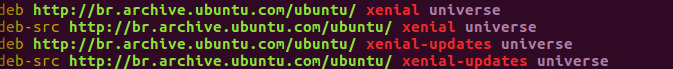 deb http://br.archive.ubuntu.com/ubuntu/ xenial universe
deb-src http://br.archive.ubuntu.com/ubuntu/ xenial universe
deb http://br.archive.ubuntu.com/ubuntu/ xenial-updates universe
deb-src http://br.archive.ubuntu.com/ubuntu/ xenial-updates universe